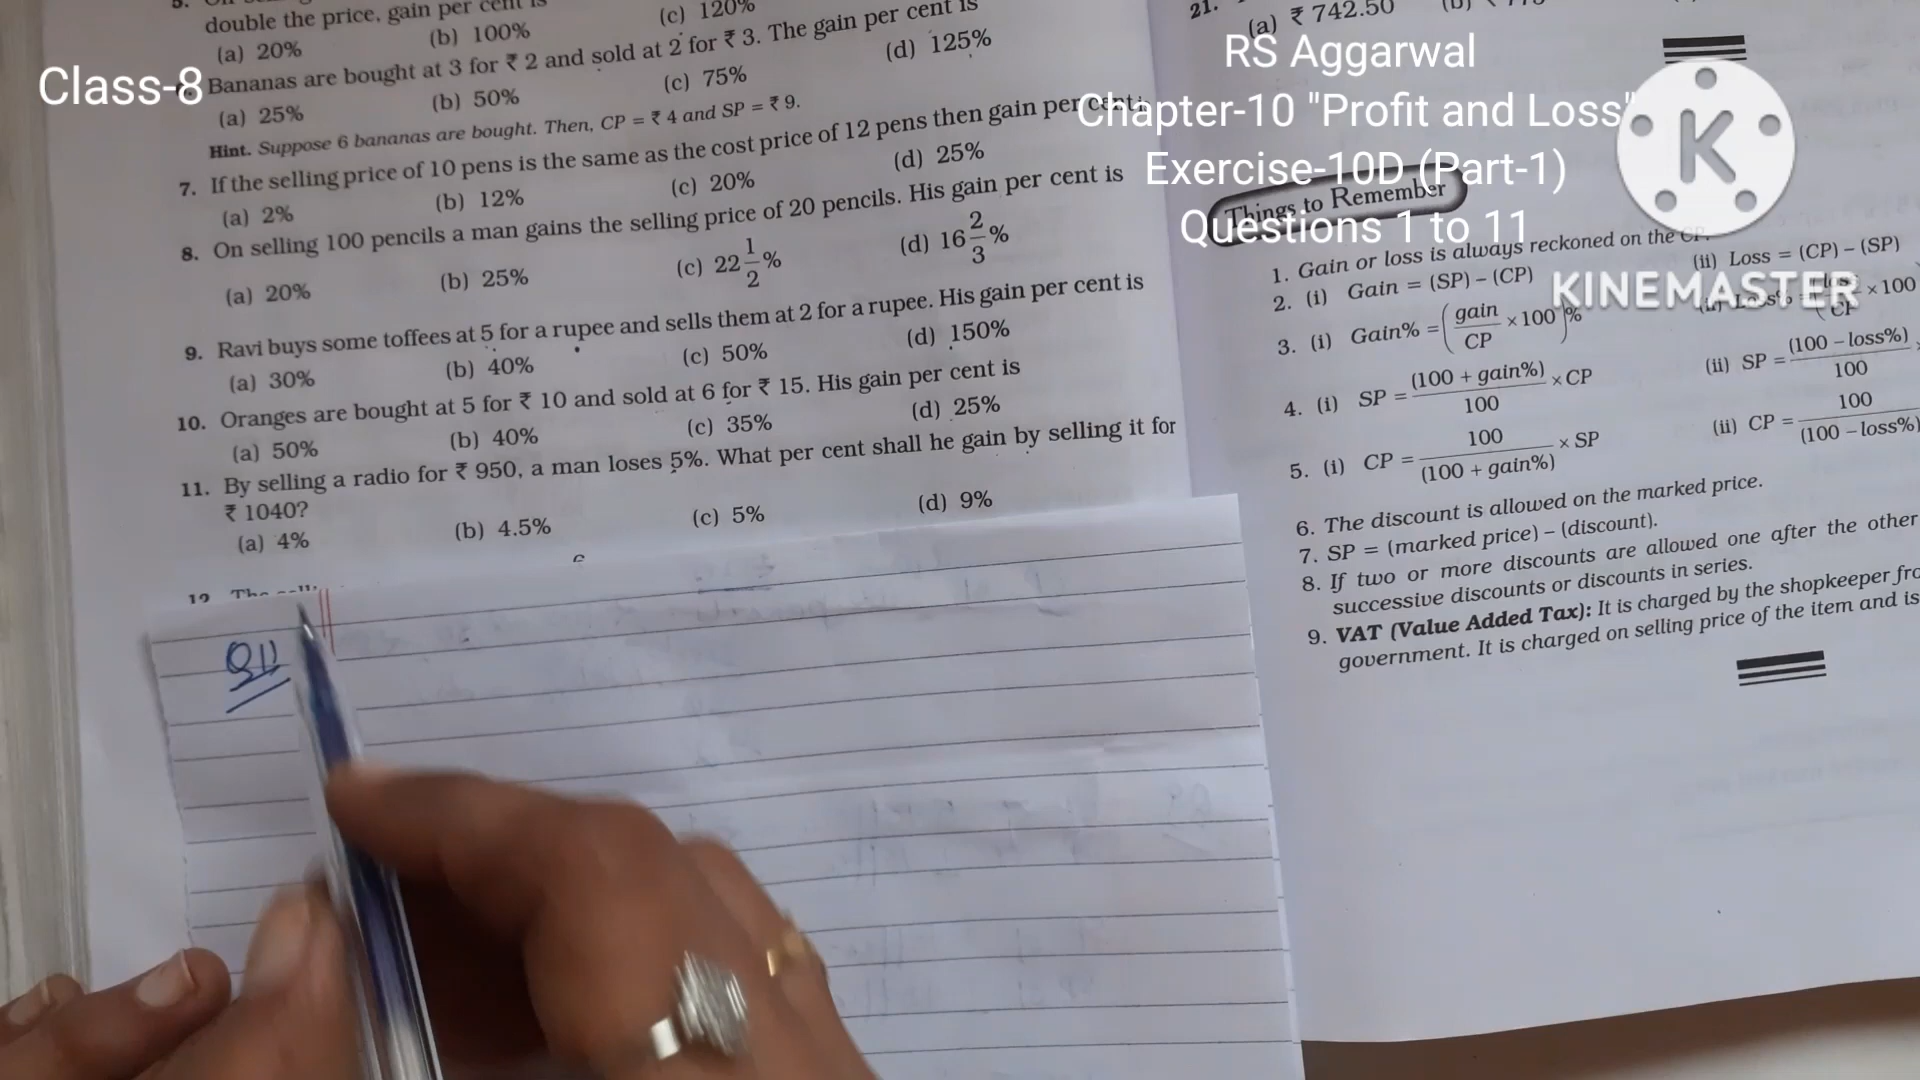 double the price, gain per cent is
(a) 20% (b) 100% (c) 120%
Bananas are bought at 3 for ₹ 2 and sold at 2 for ₹ 3. The gain per cent is
(a) 25% (b) 50% (c) 75% (d) 125%
Hint. Suppose 6 bananas are bought. Then, CP = ₹ 4 and SP = ₹ 9.
7. If the selling price of 10 pens is the same as the cost price of 12 pens then gain per cent is
(a) 2% (b) 12% (c) 20% (d) 25%
8. On selling 100 pencils a man gains the selling price of 20 pencils. His gain per cent is
(a) 20% (b) 25% (c) 22 1/2 % (d) 16 2/3 %
9. Ravi buys some toffees at 5 for a rupee and sells them at 2 for a rupee. His gain per cent is
(a) 30% (b) 40% (c) 50% (d) 150%
10. Oranges are bought at 5 for ₹ 10 and sold at 6 for ₹ 15. His gain per cent is
(a) 50% (b) 40% (c) 35% (d) 25%
11. By selling a radio for ₹ 950, a man loses 5%. What per cent shall he gain by selling it for
₹ 1040?
(a) 4% (b) 4.5% (c) 5% (d) 9%
12 The
Q11
Class-8
21.
(a) ₹ 742.50
RS Aggarwal
Chapter-10 "Profit and Loss"
Exercise-10D (Part-1)
Questions 1 to 11
K
KINEMASTER
Things to Remember
1. Gain or loss is always reckoned on the CP.
2. (i) Gain = (SP) – (CP) (ii) Loss = (CP) – (SP)
3. (i) Gain% = (gain/CP × 100)% × 100
4. (i) SP = (100 + gain%)/100 × CP (ii) SP = (100 – loss%)/100
5. (i) CP = 100/(100 + gain%) × SP (ii) CP = 100/(100 – loss%)
6. The discount is allowed on the marked price.
7. SP = (marked price) – (discount).
8. If two or more discounts are allowed one after the other
successive discounts or discounts in series.
9. VAT (Value Added Tax): It is charged by the shopkeeper
government. It is charged on selling price of the item and is